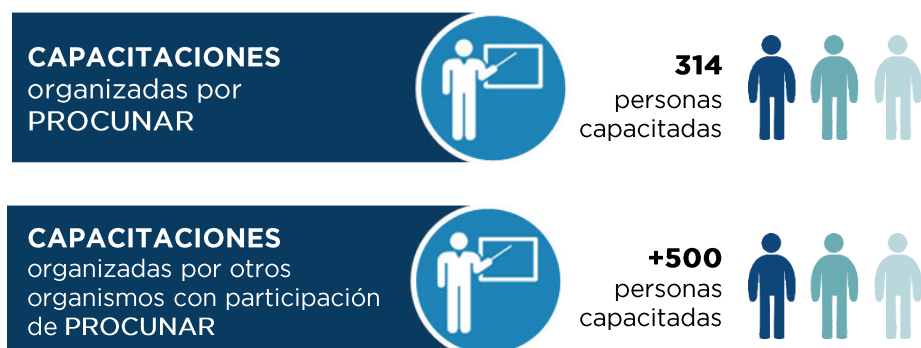 CAPACITACIONES
organizadas por
PROCUNAR
314
personas
capacitadas
CAPACITACIONES
organizadas por otros
organismos con participación
de PROCUNAR
+500
personas
capacitadas